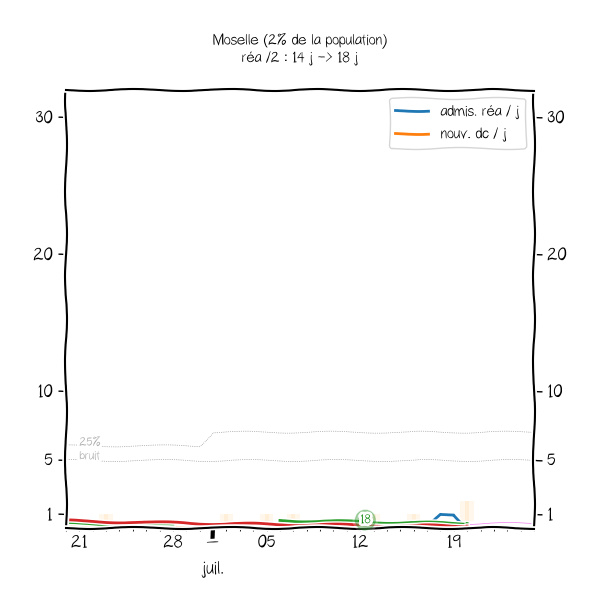 Moselle (2% de la population)
réa /2 : 14 j -> 18 j
admis. réa / j
nouv. dc / j
30
30
20
20
10
10
25%
bruit
5
5
1
1
18
21
28
05
12
19
juil.